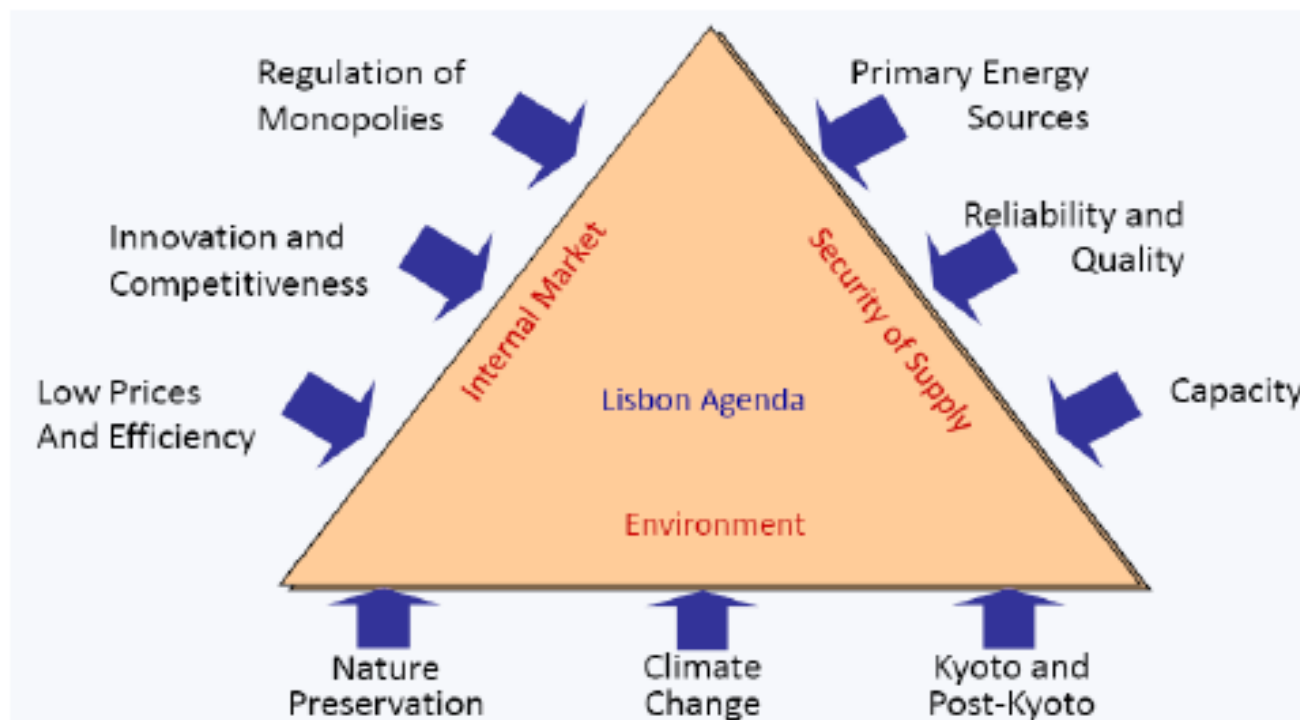 Regulation of
Monopolies
Primary Energy
Sources
Innovation and
Competitiveness
Reliability and
Quality
Internal Market
Security of Supply
Low Prices
And Efficiency
Lisbon Agenda
Capacity
Environment
Nature
Preservation
Climate
Change
Kyoto and
Post-Kyoto